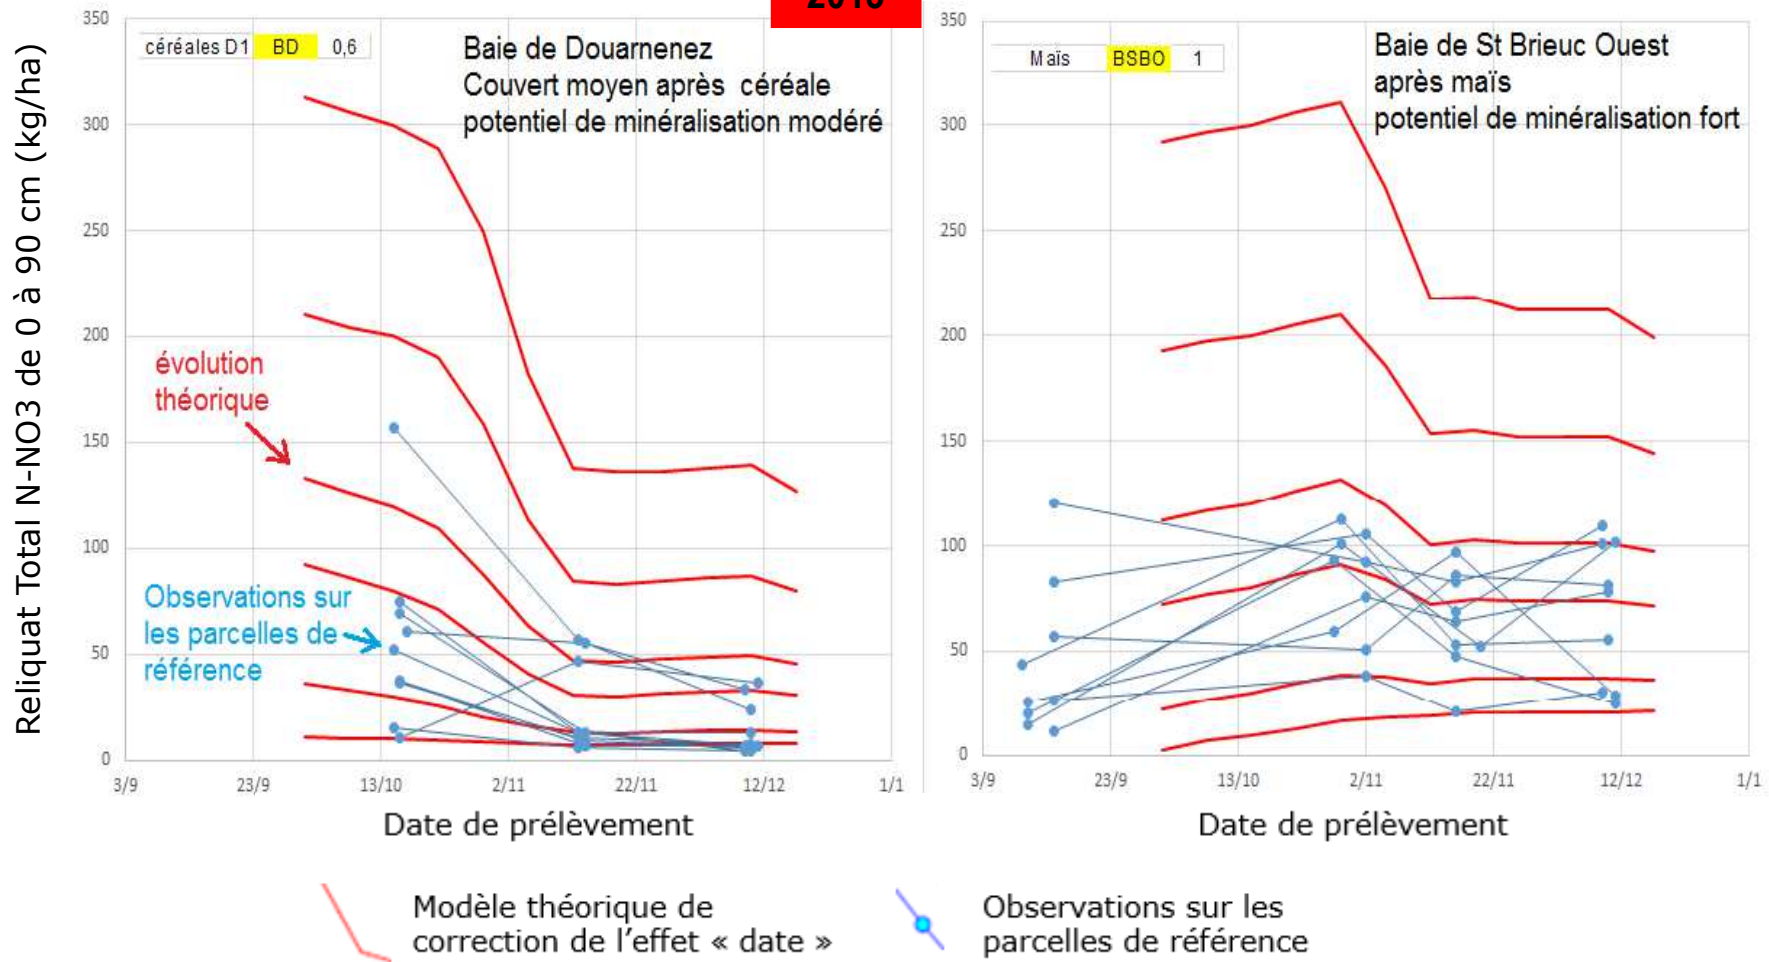 2016
Reliquat Total N-NO3 de 0 à 90 cm (kg/ha)
350
300
250
200
150
100
50
0
céréales D1 BD 0,6
Baie de Douarnenez
Couvert moyen après céréale
potentiel de minéralisation modéré
évolution
théorique
Observations sur
les parcelles de
référence
3/9 23/9 13/10 2/11 22/11 12/12 1/1
Date de prélèvement
350
300
250
200
150
100
50
0
Maïs BSBO 1
Baie de St Brieuc Ouest
après maïs
potentiel de minéralisation fort
3/9 23/9 13/10 2/11 22/11 12/12 1/1
Date de prélèvement
Modèle théorique de
correction de l'effet « date »
Observations sur les
parcelles de référence